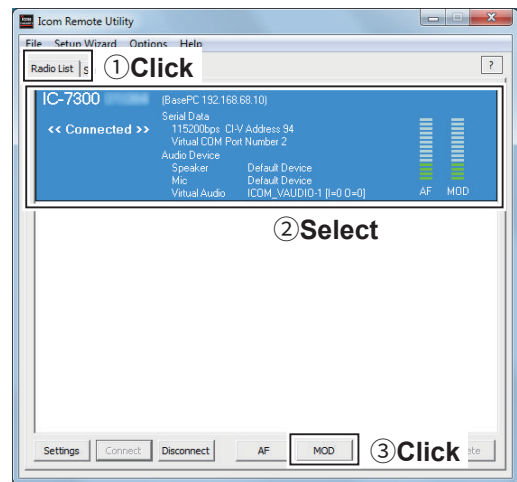 Icom Remote Utility
File Setup Wizard Options Help
Radio List S
①Click
?
IC-7300 (BasePC 192.168.68.10)
<< Connected >>
Serial Data
115200bps CI-V Address 94
Virtual COM Port Number 2
Audio Device
Speaker Default Device
Mic Default Device
Virtual Audio ICOM_VAUDIO-1 [I=0 O=0]
AF MOD
②Select
Settings Connect Disconnect AF MOD ③Click